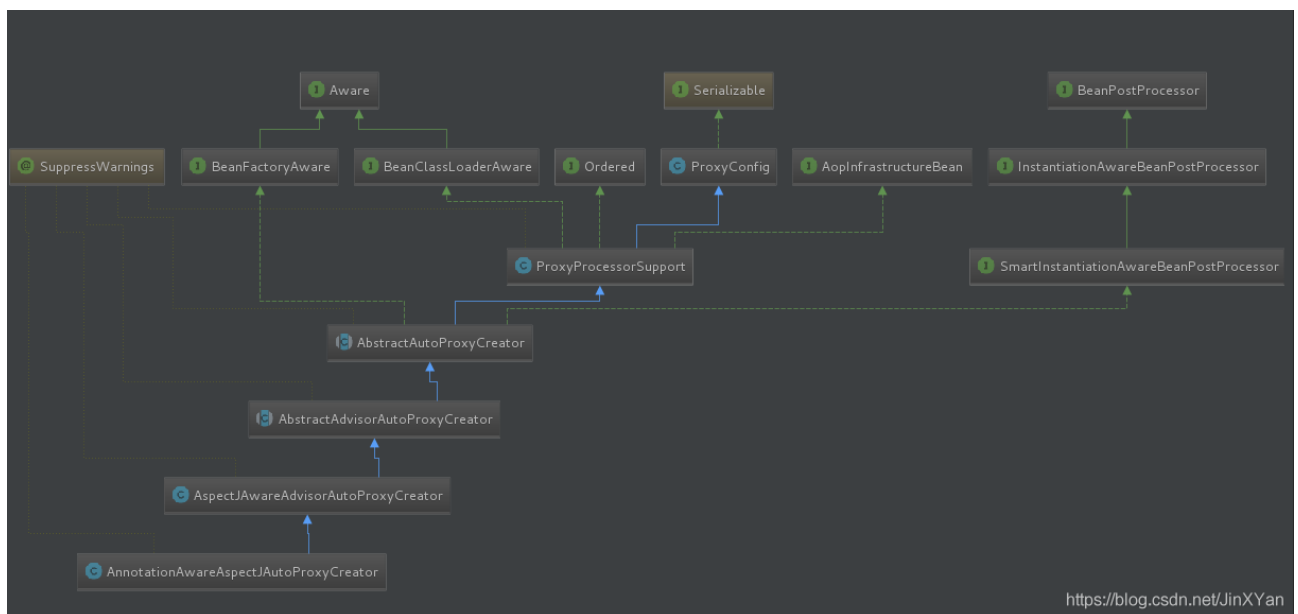 Aware
Serializable
BeanPostProcessor
SuppressWarnings
BeanFactoryAware
BeanClassLoaderAware
Ordered
ProxyConfig
AopInfrastructureBean
InstantiationAwareBeanPostProcessor
ProxyProcessorSupport
SmartInstantiationAwareBeanPostProcessor
AbstractAutoProxyCreator
AbstractAdvisorAutoProxyCreator
AspectJAwareAdvisorAutoProxyCreator
AnnotationAwareAspectJAutoProxyCreator
https://blog.csdn.net/JinXYan